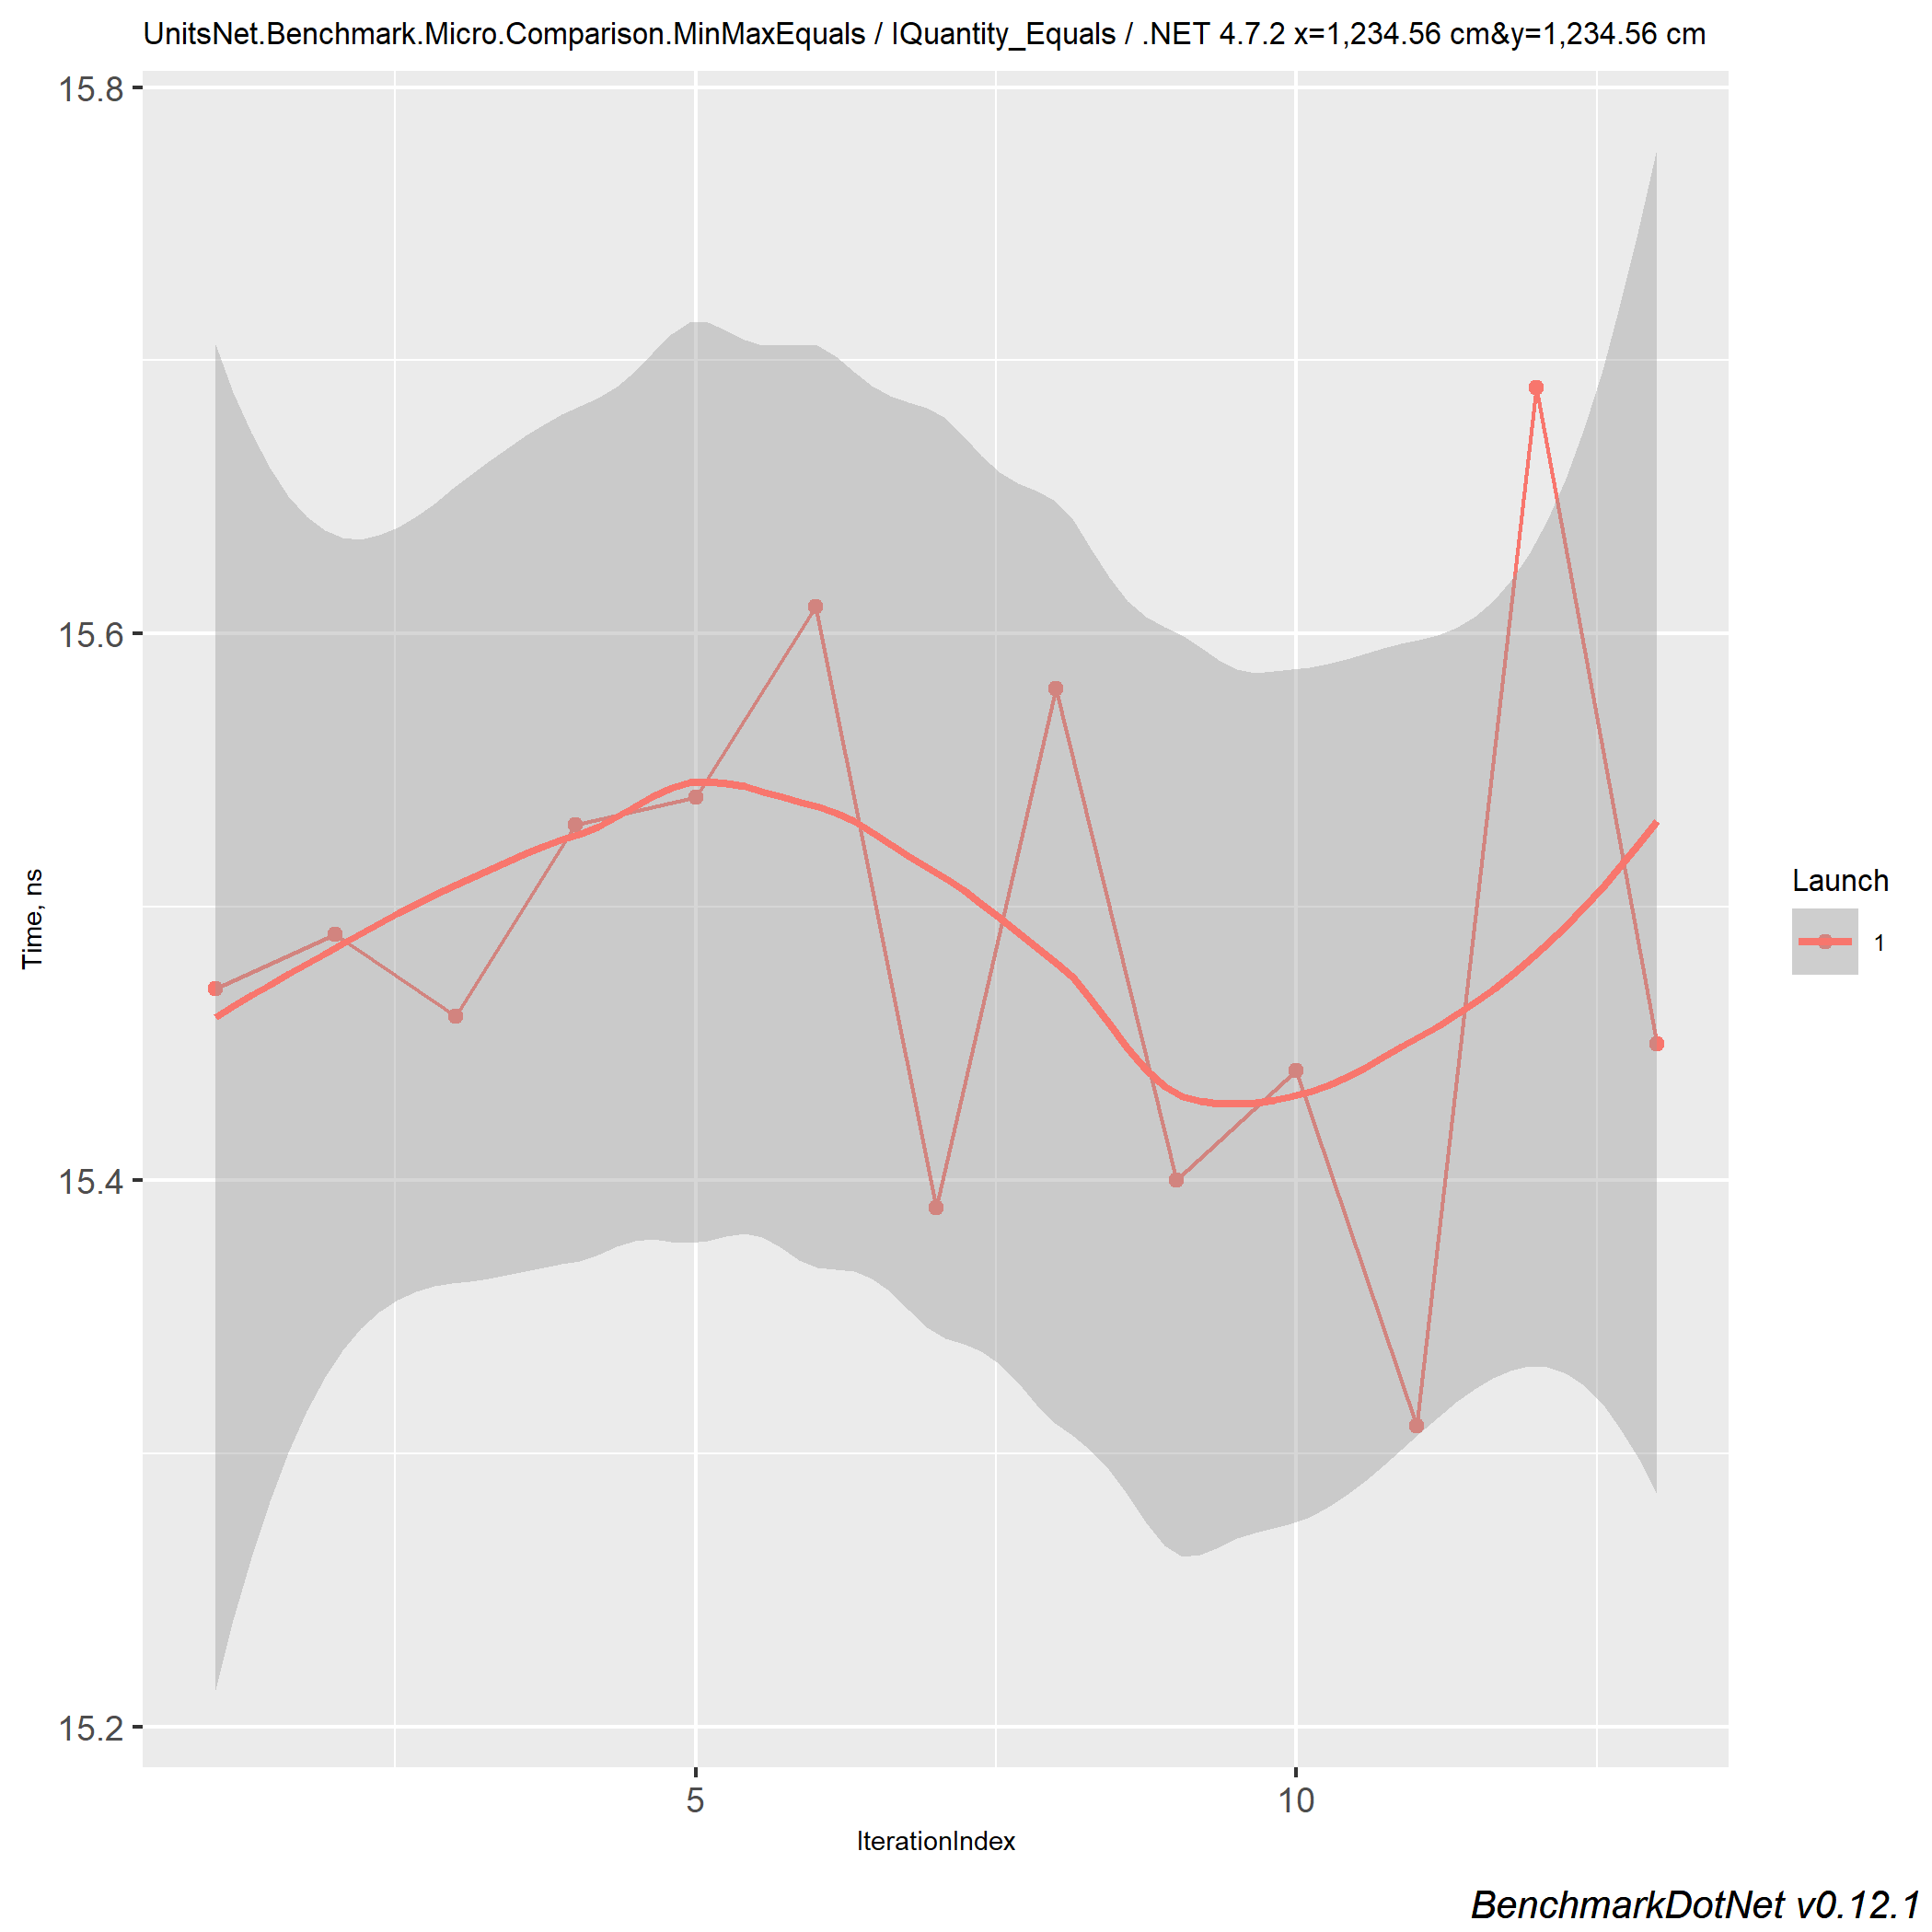 UnitsNet.Benchmark.Micro.Comparison.MinMaxEquals / IQuantity_Equals / .NET 4.7.2 x=1,234.56 cm&y=1,234.56 cm
15.8
15.6
15.4
15.2
Time, ns
5
10
IterationIndex
Launch
1
BenchmarkDotNet v0.12.1